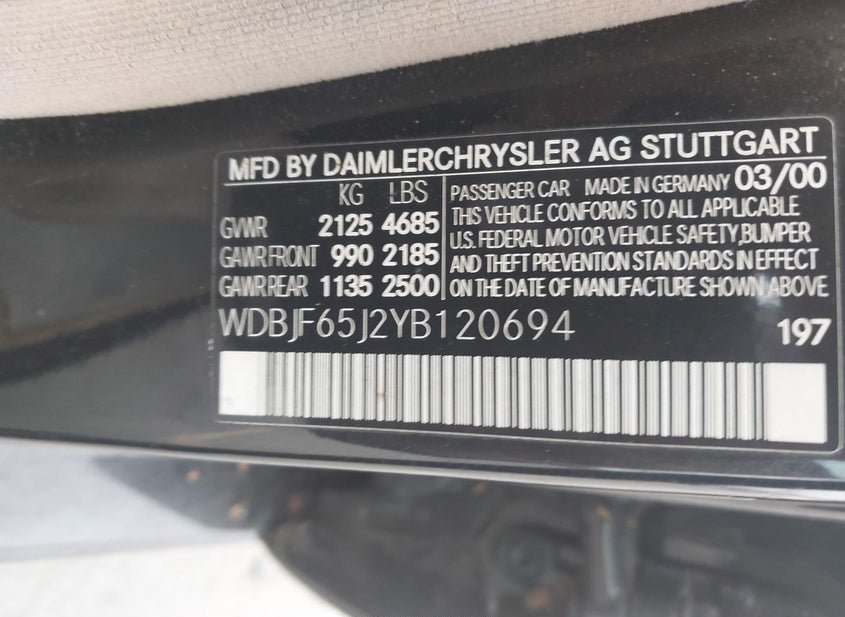 MFD BY DAIMLERCHRYSLER AG STUTTGART
KG LBS
GVWR 2125 4685
GAWR FRONT 990 2185
GAWR REAR 1135 2500
PASSENGER CAR MADE IN GERMANY 03/00
THIS VEHICLE CONFORMS TO ALL APPLICABLE
U.S. FEDERAL MOTOR VEHICLE SAFETY,BUMPER
AND THEFT PREVENTION STANDARDS IN EFFECT
ON THE DATE OF MANUFACTURE SHOWN ABOVE
WDBJF65J2YB120694
197